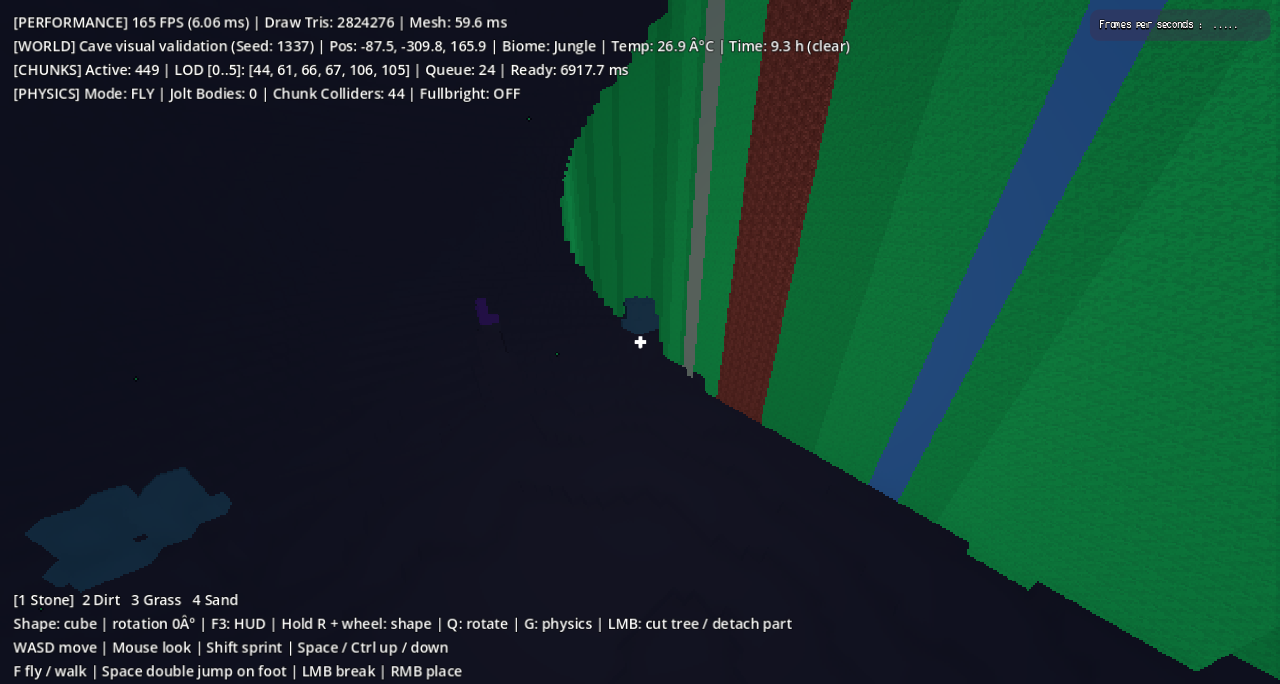 [PERFORMANCE] 165 FPS (6.06 ms) | Draw Tris: 2824276 | Mesh: 59.6 ms
Frames per seconds : .....
[WORLD] Cave visual validation (Seed: 1337) | Pos: -87.5, -309.8, 165.9 | Biome: Jungle | Temp: 26.9 Â°C | Time: 9.3 h (clear)
[CHUNKS] Active: 449 | LOD [0..5]: [44, 61, 66, 67, 106, 105] | Queue: 24 | Ready: 6917.7 ms
[PHYSICS] Mode: FLY | Jolt Bodies: 0 | Chunk Colliders: 44 | Fullbright: OFF
[1 Stone]  2 Dirt   3 Grass   4 Sand
Shape: cube | rotation 0Âº | F3: HUD | Hold R + wheel: shape | Q: rotate | G: physics | LMB: cut tree / detach part
WASD move | Mouse look | Shift sprint | Space / Ctrl up / down
F fly / walk | Space double jump on foot | LMB break | RMB place